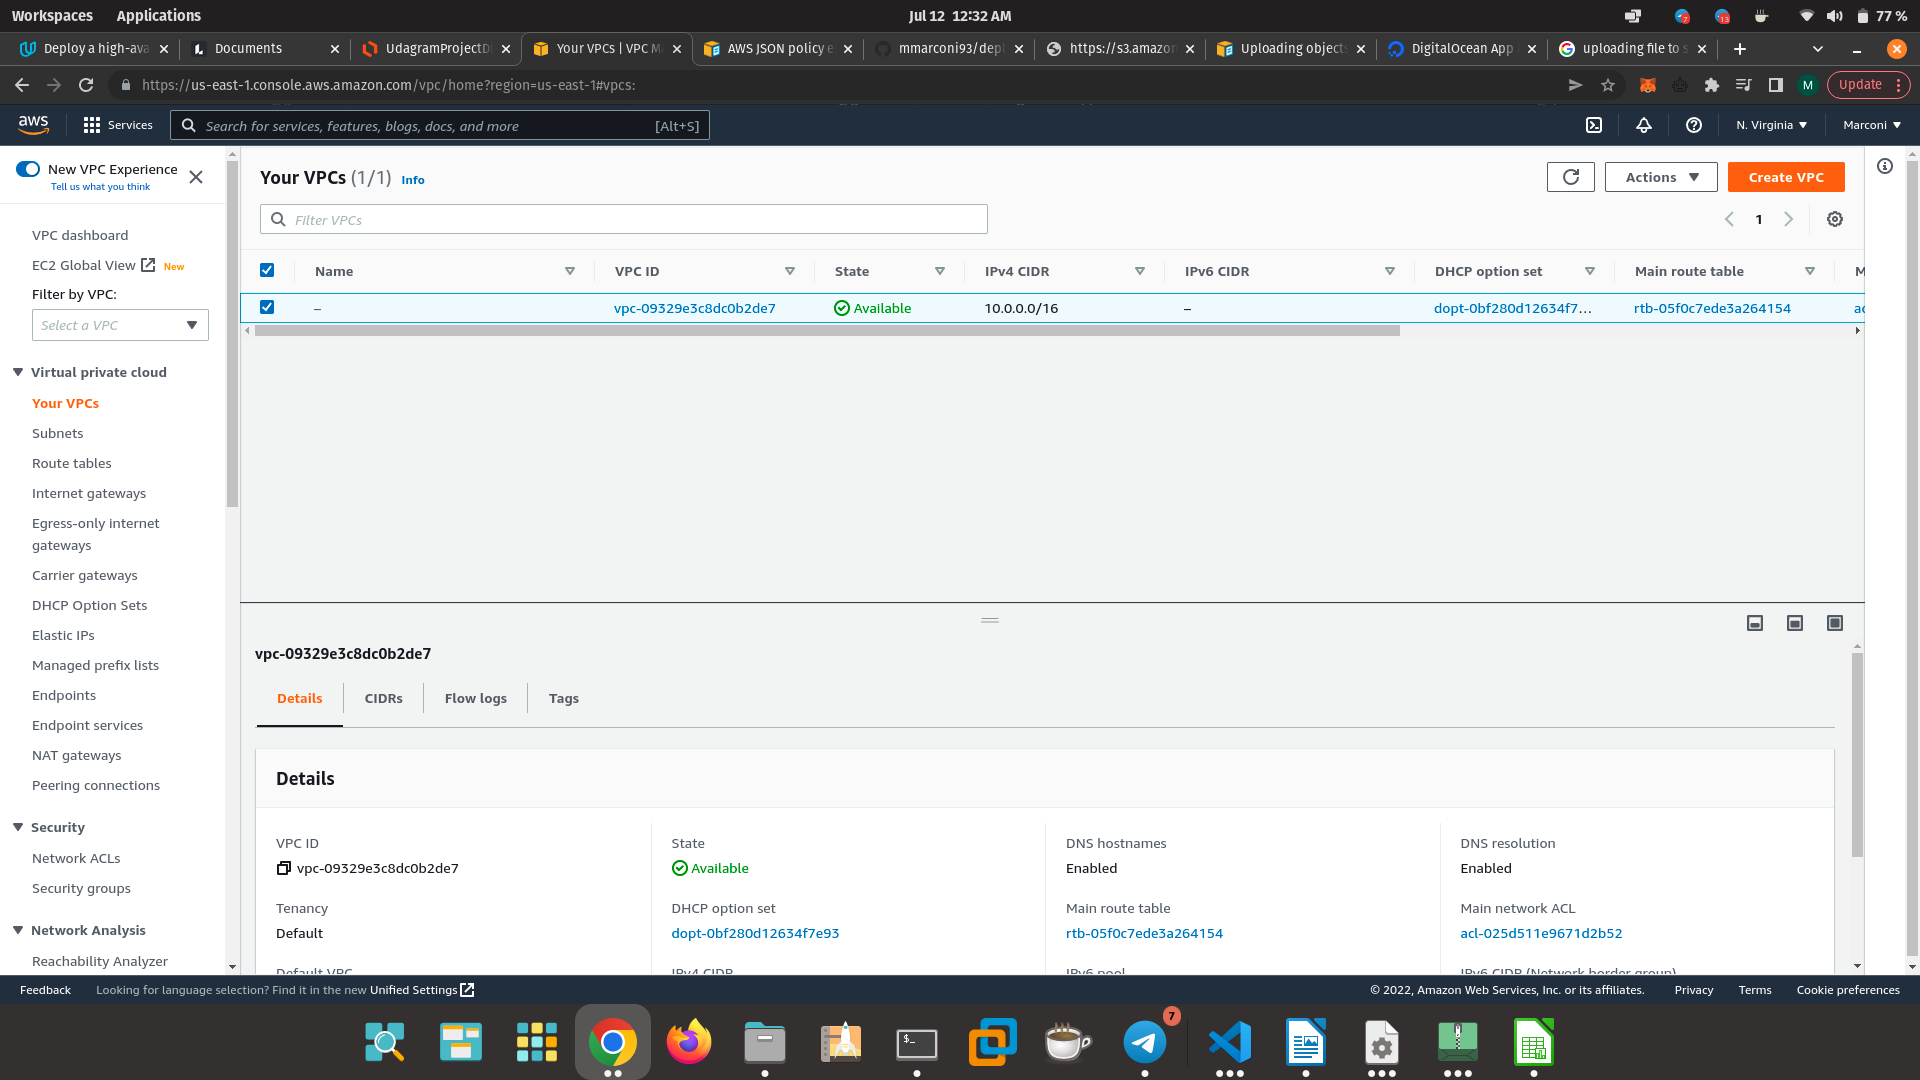 Workspaces Applications Jul 12 12:32 AM 7 13 77 %
Deploy a high-ava Documents UdagramProjectDi Your VPCs | VPC M AWS JSON policy e mmarconi93/depl https://s3.amazon Uploading objects DigitalOcean App uploading file to s
https://us-east-1.console.aws.amazon.com/vpc/home?region=us-east-1#vpcs: M Update
aws Services Search for services, features, blogs, docs, and more [Alt+S] N. Virginia Marconi
New VPC Experience
Tell us what you think
VPC dashboard
EC2 Global View New
Filter by VPC:
Select a VPC
Virtual private cloud
Your VPCs
Subnets
Route tables
Internet gateways
Egress-only internet
gateways
Carrier gateways
DHCP Option Sets
Elastic IPs
Managed prefix lists
Endpoints
Endpoint services
NAT gateways
Peering connections
Security
Network ACLs
Security groups
Network Analysis
Reachability Analyzer
Your VPCs (1/1) Info Actions Create VPC
Filter VPCs 1
Name VPC ID State IPv4 CIDR IPv6 CIDR DHCP option set Main route table M
– vpc-09329e3c8dc0b2de7 Available 10.0.0.0/16 – dopt-0bf280d12634f7... rtb-05f0c7ede3a264154 ac
vpc-09329e3c8dc0b2de7
Details CIDRs Flow logs Tags
Details
VPC ID State DNS hostnames DNS resolution
vpc-09329e3c8dc0b2de7 Available Enabled Enabled
Tenancy DHCP option set Main route table Main network ACL
Default dopt-0bf280d12634f7e93 rtb-05f0c7ede3a264154 acl-025d511e9671d2b52
Default VPC IPv4 CIDR IPv6 pool IPv6 CIDR (Network border group)
Feedback Looking for language selection? Find it in the new Unified Settings © 2022, Amazon Web Services, Inc. or its affiliates. Privacy Terms Cookie preferences
$_ 7